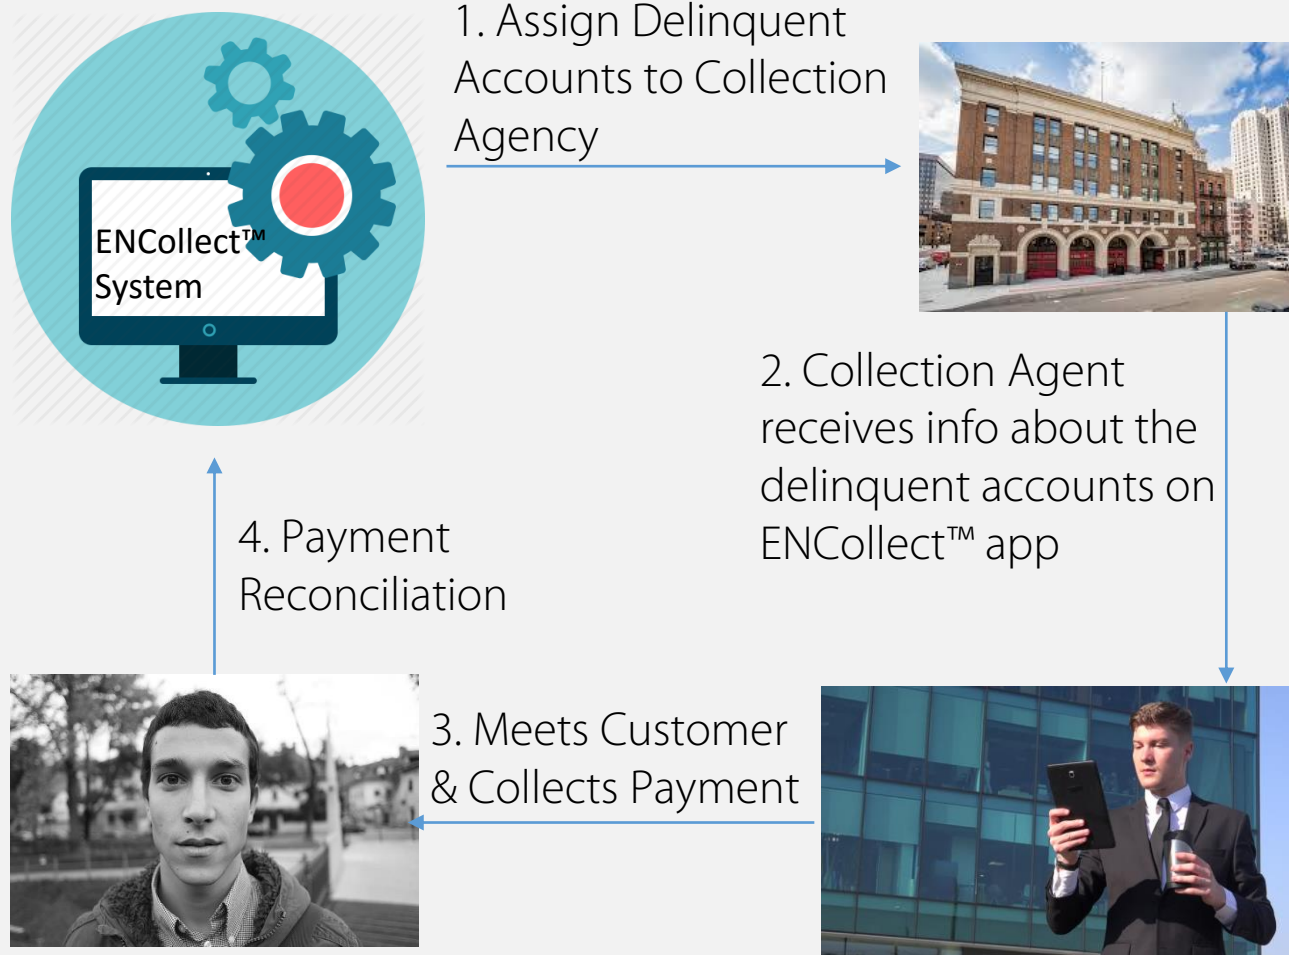 1. Assign Delinquent
Accounts to Collection
Agency
ENCollect™
System
2. Collection Agent
receives info about the
delinquent accounts on
ENCollect™ app
4. Payment
Reconciliation
3. Meets Customer
& Collects Payment